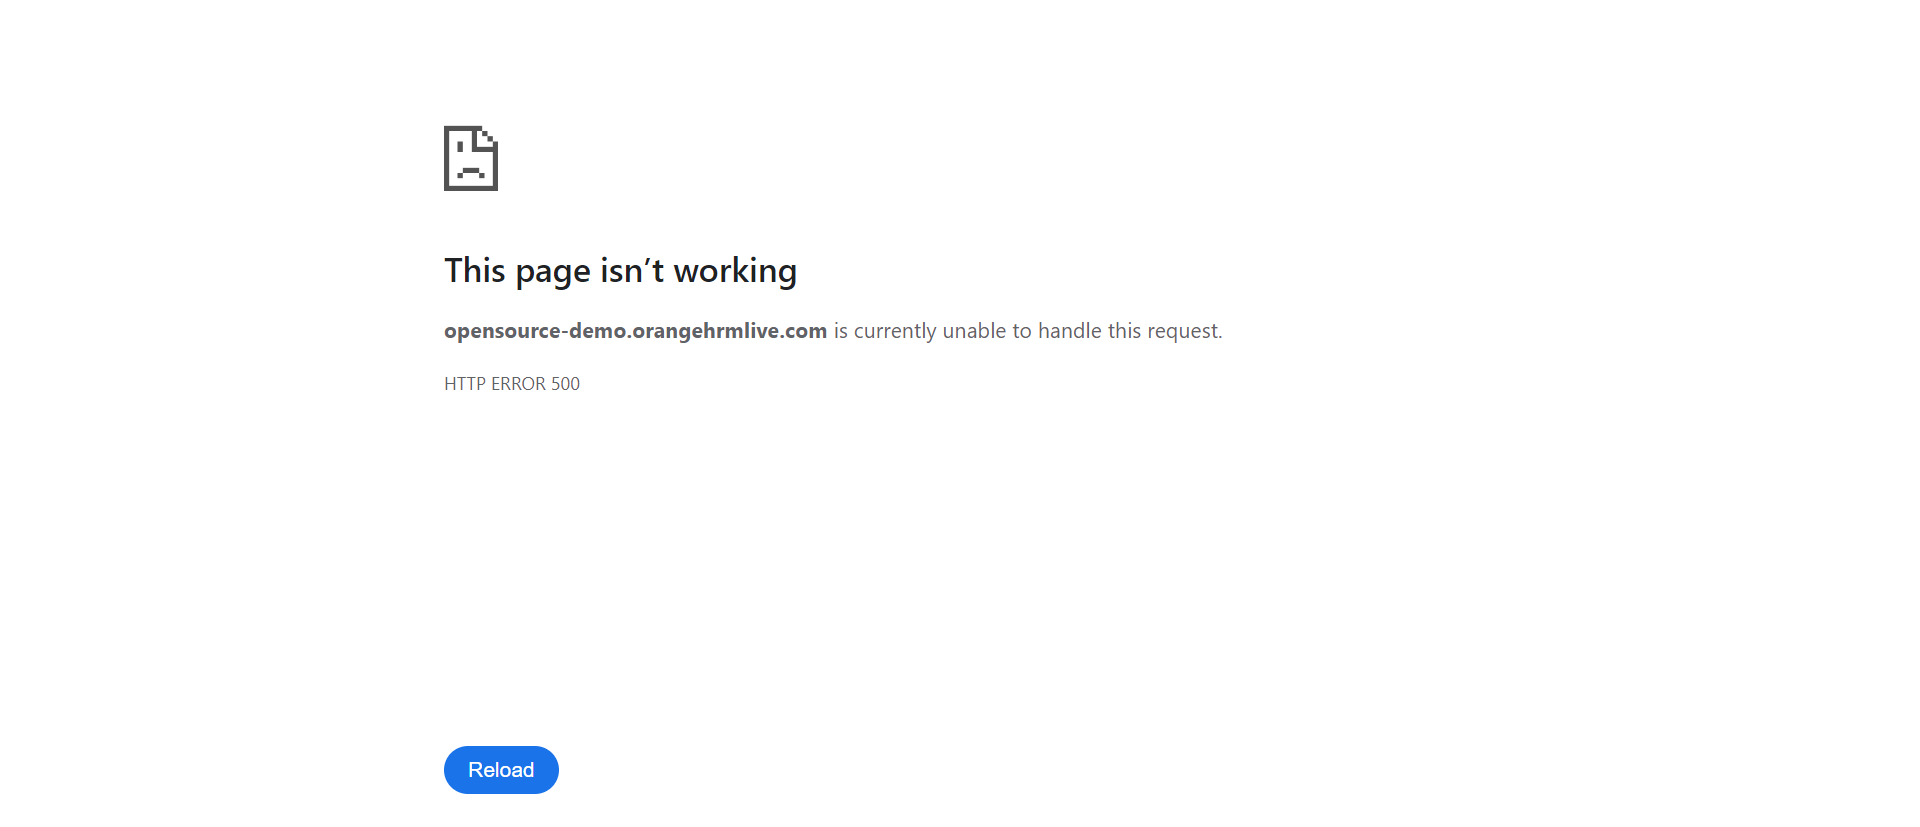 This page isn’t working
opensource-demo.orangehrmlive.com is currently unable to handle this request.
HTTP ERROR 500
Reload